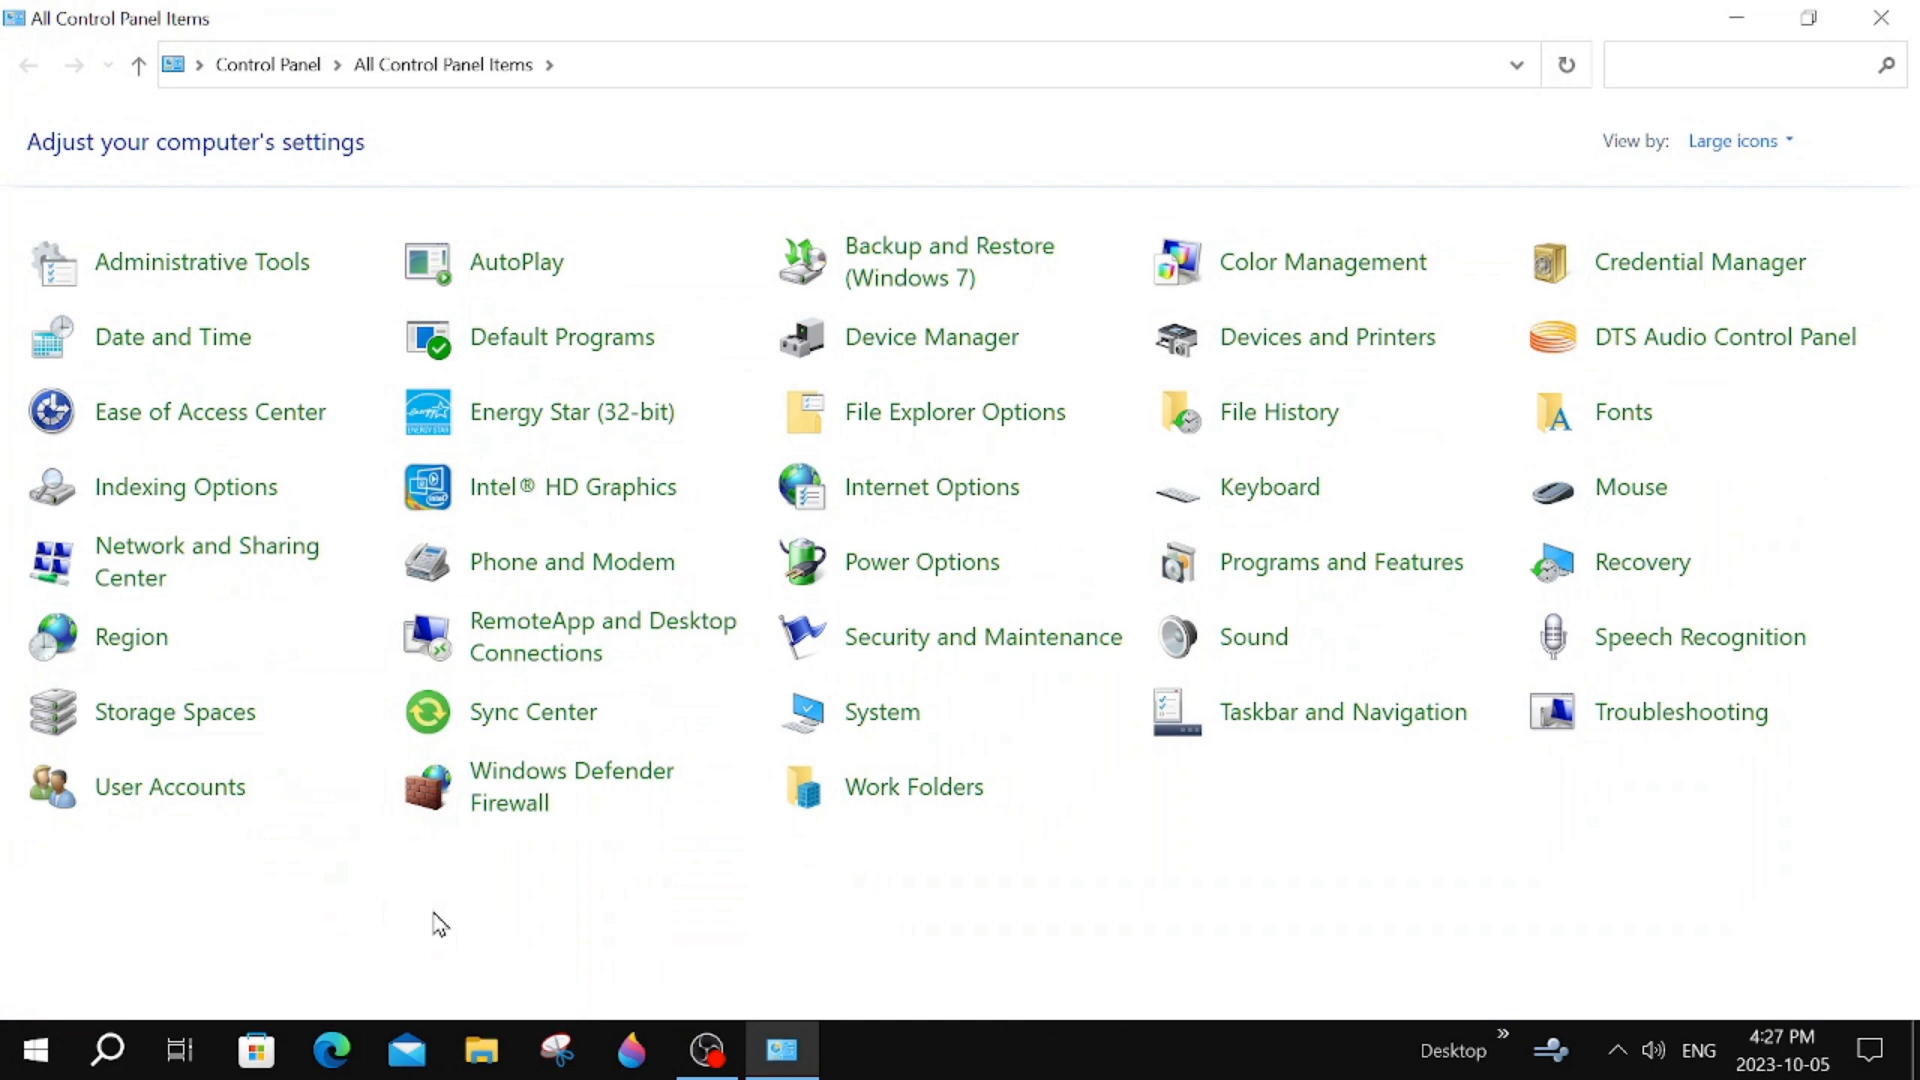 All Control Panel Items
Control Panel
All Control Panel Items
Adjust your computer's settings
View by:
Large icons
Administrative Tools
AutoPlay
Backup and Restore
(Windows 7)
Color Management
Credential Manager
Date and Time
Default Programs
Device Manager
Devices and Printers
DTS Audio Control Panel
Ease of Access Center
Energy Star (32-bit)
File Explorer Options
File History
Fonts
Indexing Options
Intel® HD Graphics
Internet Options
Keyboard
Mouse
Network and Sharing
Center
Phone and Modem
Power Options
Programs and Features
Recovery
Region
RemoteApp and Desktop
Connections
Security and Maintenance
Sound
Speech Recognition
Storage Spaces
Sync Center
System
Taskbar and Navigation
Troubleshooting
User Accounts
Windows Defender
Firewall
Work Folders
Desktop
ENG
4:27 PM
2023-10-05